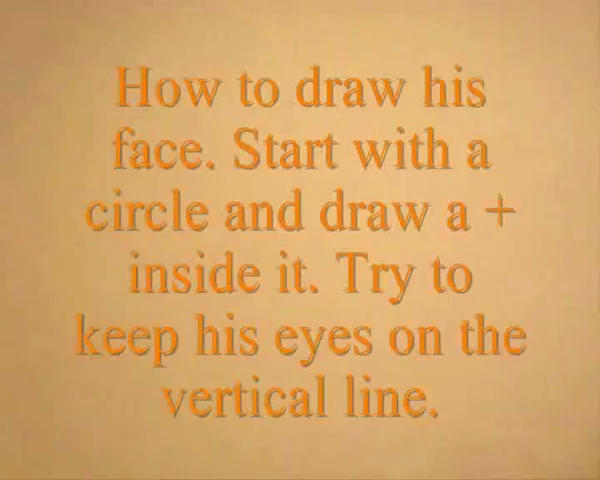 How to draw his
face. Start with a
circle and draw a +
inside it. Try to
keep his eyes on the
vertical line.